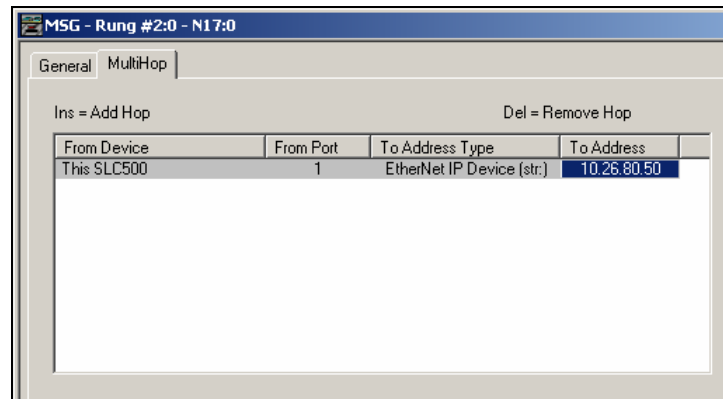 MSG - Rung #2:0 - N17:0
General MultiHop
Ins = Add Hop Del = Remove Hop
From Device From Port To Address Type To Address
This SLC500 1 EtherNet IP Device (str:) 10.26.80.50